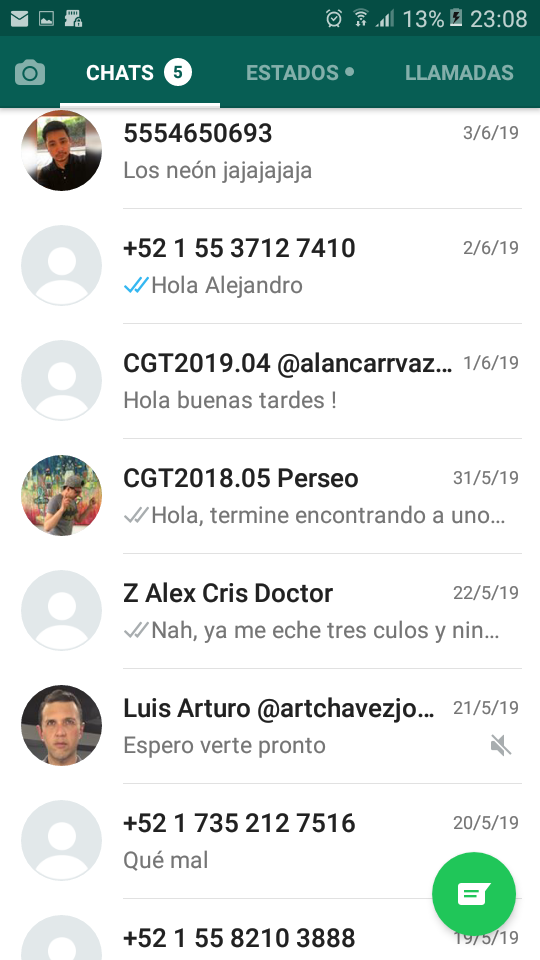 13% 23:08
CHATS 5 ESTADOS LLAMADAS
5554650693 3/6/19
Los neón jajajajaja
+52 1 55 3712 7410 2/6/19
Hola Alejandro
CGT2019.04 @alancarrvaz... 1/6/19
Hola buenas tardes !
CGT2018.05 Perseo 31/5/19
Hola, termine encontrando a uno...
Z Alex Cris Doctor 22/5/19
Nah, ya me eche tres culos y nin...
Luis Arturo @artchavezjo... 21/5/19
Espero verte pronto
+52 1 735 212 7516 20/5/19
Qué mal
+52 1 55 8210 3888 19/5/19